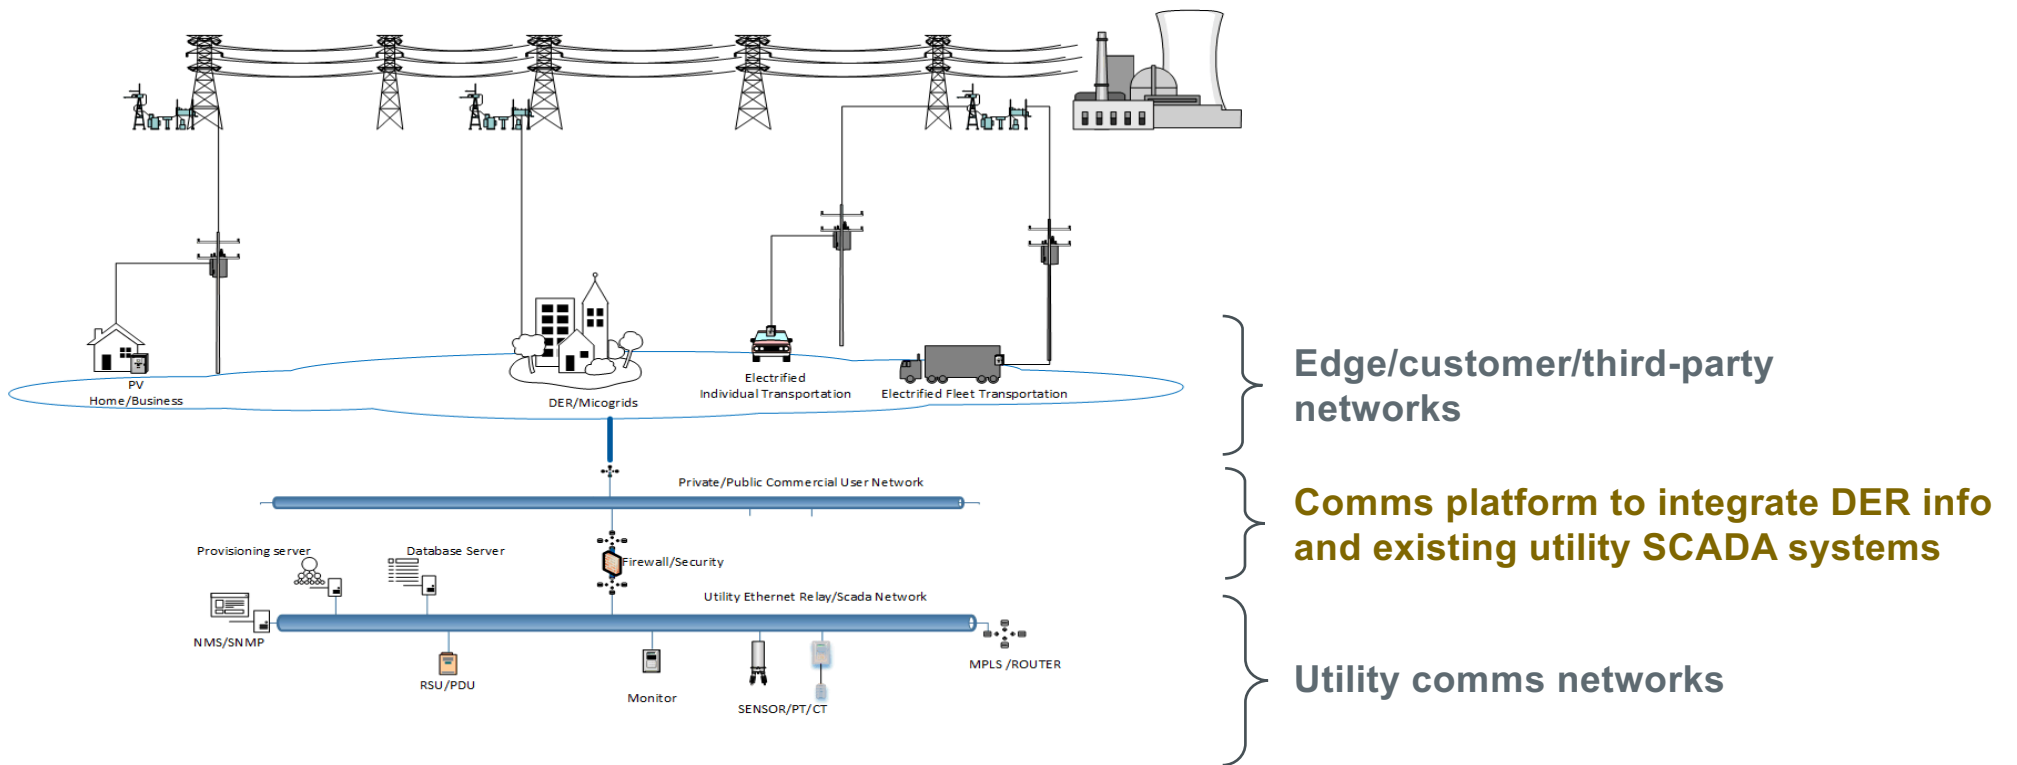 PV
Home/Business
DER/Micogrids
Electrified
Individual Transportation
Electrified Fleet Transportation
Edge/customer/third-party
networks
Private/Public Commercial User Network
Comms platform to integrate DER info
and existing utility SCADA systems
Provisioning server
Database Server
Firewall/Security
Utility Ethernet Relay/Scada Network
NMS/SNMP
MPLS /ROUTER
RSU/PDU
Monitor
SENSOR/PT/CT
Utility comms networks